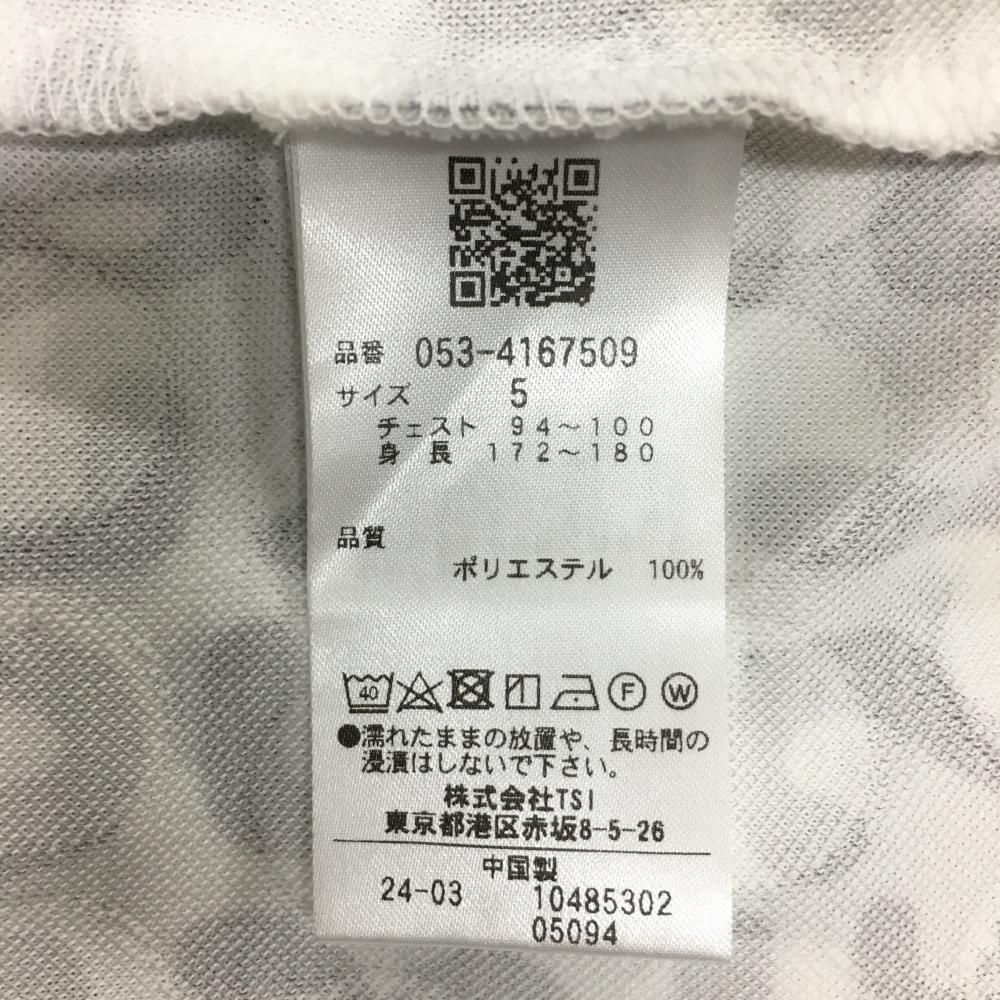 品番 053-4167509
サイズ 5
チェスト 94～100
身長 172～180
品質
ポリエステル 100%
40 F W
●濡れたままの放置や、長時間の
浸漬はしないで下さい。
株式会社TSI
東京都港区赤坂8-5-26
中国製
24-03 10485302
05094